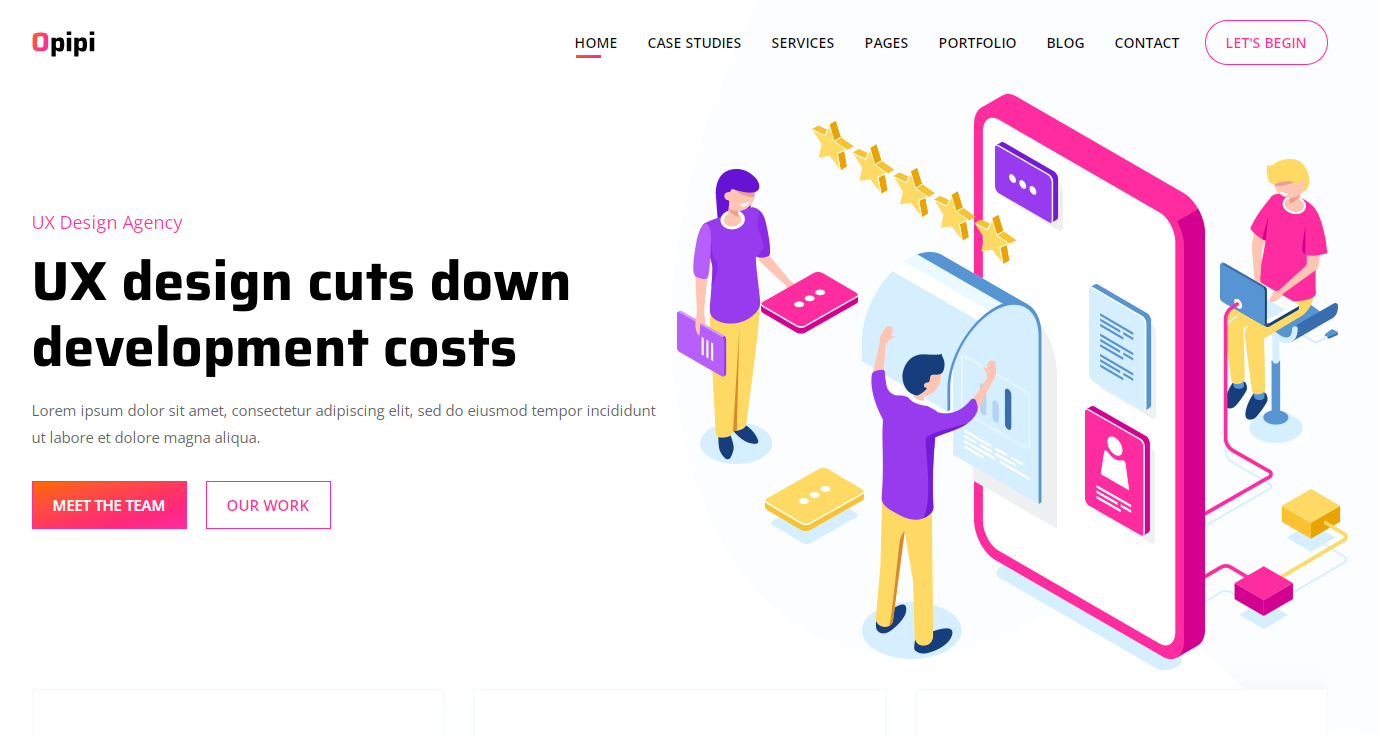 Opipi
HOME CASE STUDIES SERVICES PAGES PORTFOLIO BLOG CONTACT LET'S BEGIN
UX Design Agency
UX design cuts down
development costs
Lorem ipsum dolor sit amet, consectetur adipiscing elit, sed do eiusmod tempor incididunt
ut labore et dolore magna aliqua.
MEET THE TEAM OUR WORK